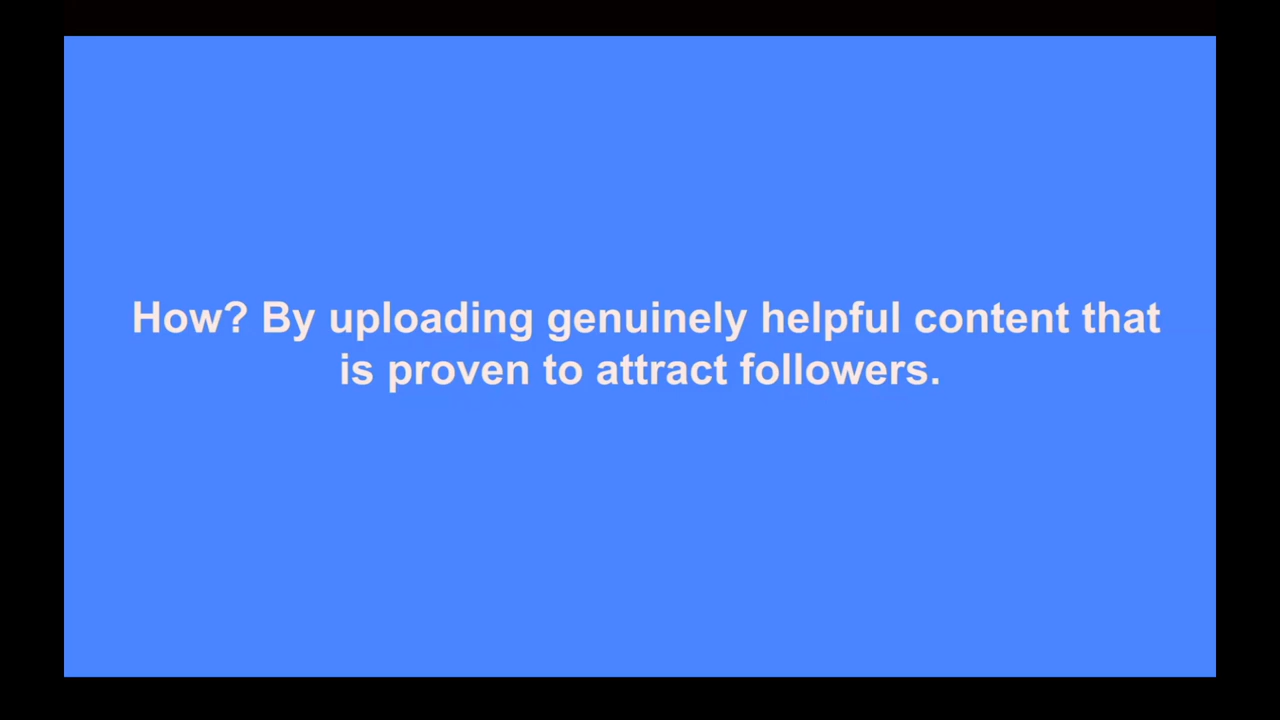 How? By uploading genuinely helpful content that
is proven to attract followers.